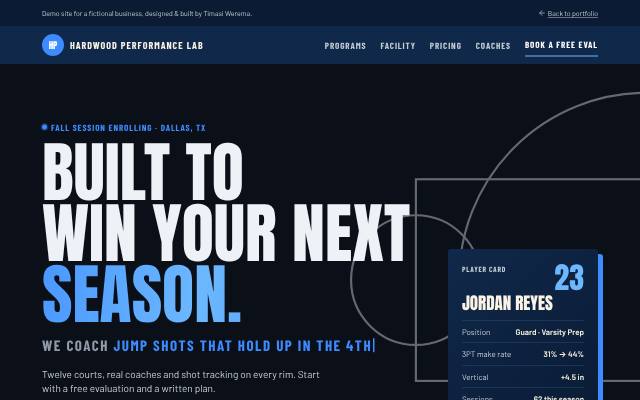 Demo site for a fictional business, designed & built by Timasi Werema.
← Back to portfolio
HP
HARDWOOD PERFORMANCE LAB
PROGRAMS
FACILITY
PRICING
COACHES
BOOK A FREE EVAL
FALL SESSION ENROLLING · DALLAS, TX
BUILT TO
WIN YOUR NEXT
SEASON.
WE COACH JUMP SHOTS THAT HOLD UP IN THE 4TH
Twelve courts, real coaches and shot tracking on every rim. Start
with a free evaluation and a written plan.
PLAYER CARD
23
JORDAN REYES
Position Guard · Varsity Prep
3PT make rate 31% → 44%
Vertical +4.5 in
Sessions 62 this season